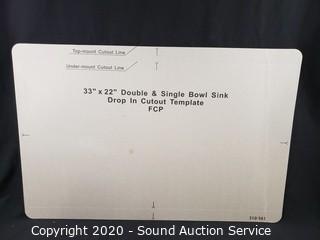 Top-mount Cutout Line
Under-mount Cutout Line
33" x 22" Double & Single Bowl Sink
Drop In Cutout Template
FCP
Copyright 2020 - Sound Auction Service